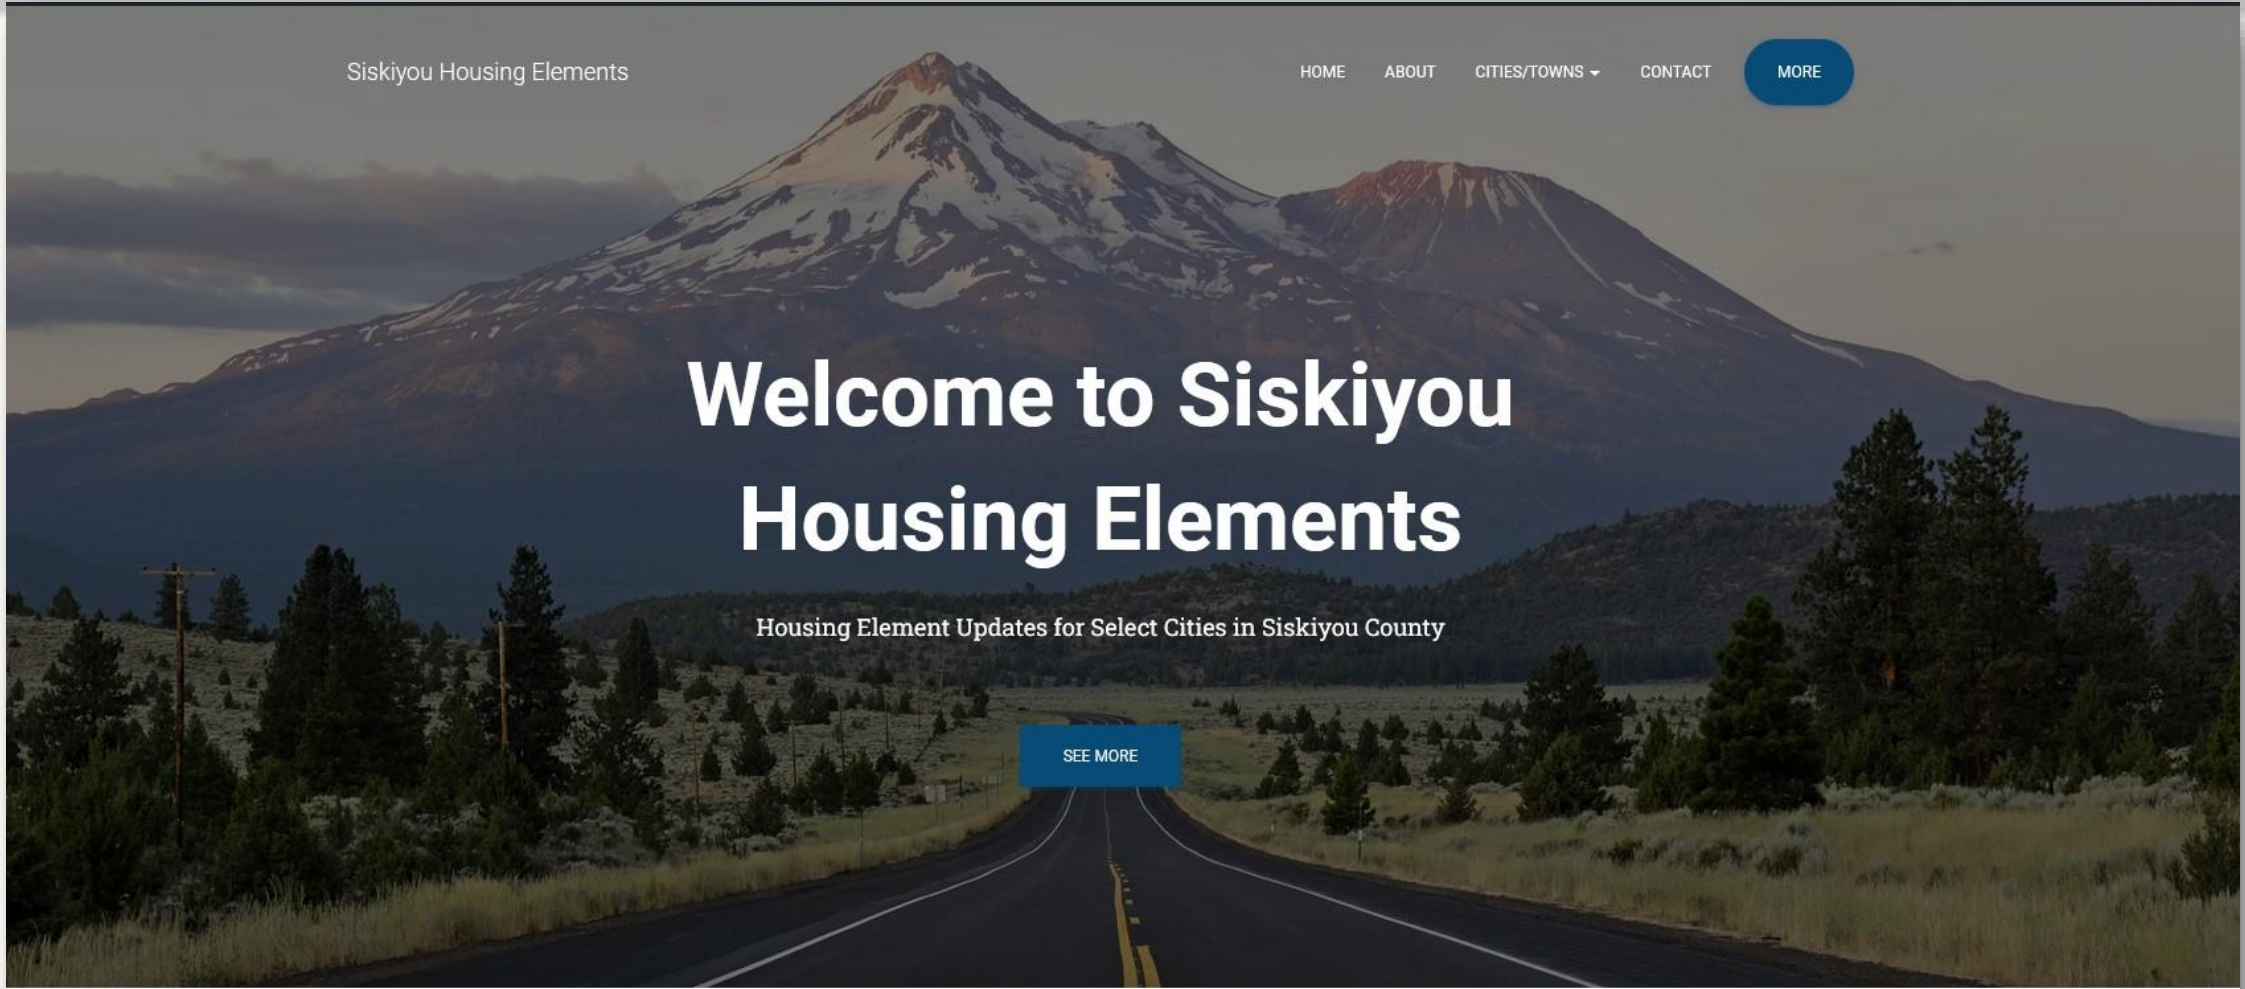 Siskiyou Housing Elements
HOME ABOUT CITIES/TOWNS CONTACT MORE
Welcome to Siskiyou
Housing Elements
Housing Element Updates for Select Cities in Siskiyou County
SEE MORE